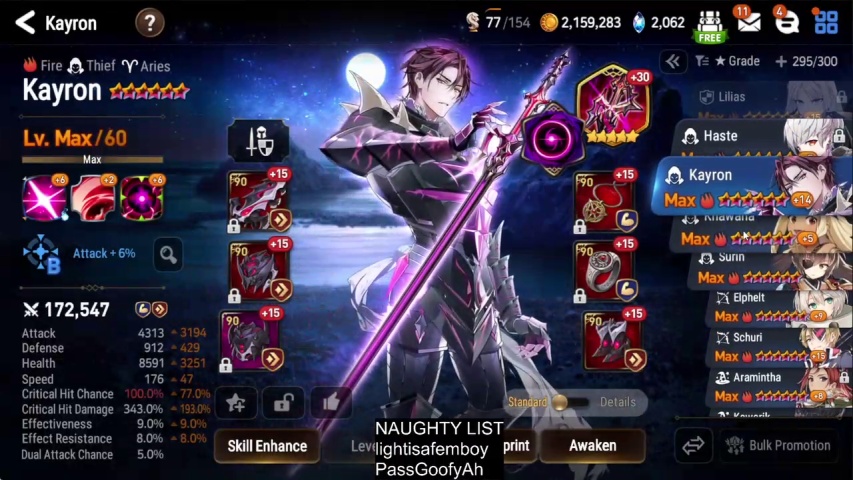 Kayron
?
77/154
2,159,283
2,062
FREE
11
4
Fire Thief Aries
Kayron
Lv. Max/60
Max
+6
+2
+6
B
Attack +6%
172,547
Attack 4313 3194
Defense 912 429
Health 8591 3251
Speed 176 47
Critical Hit Chance 100.0% 77.0%
Critical Hit Damage 343.0% 193.0%
Effectiveness 9.0% 9.0%
Effect Resistance 8.0% 8.0%
Dual Attack Chance 5.0%
90 +15
90 +15
90 +15
+30
90 +15
90 +15
90 +15
Standard Details
Skill Enhance
Awaken
NAUGHTY LIST
lightisafemboy
PassGoofyAh
Grade + 295/300
Lilias
Haste
Kayron
Max +14
Khawana
Max +5
Surin
Max
Elphelt
Max +9
Schuri
Max +15
Aramintha
Max +8
Bulk Promotion